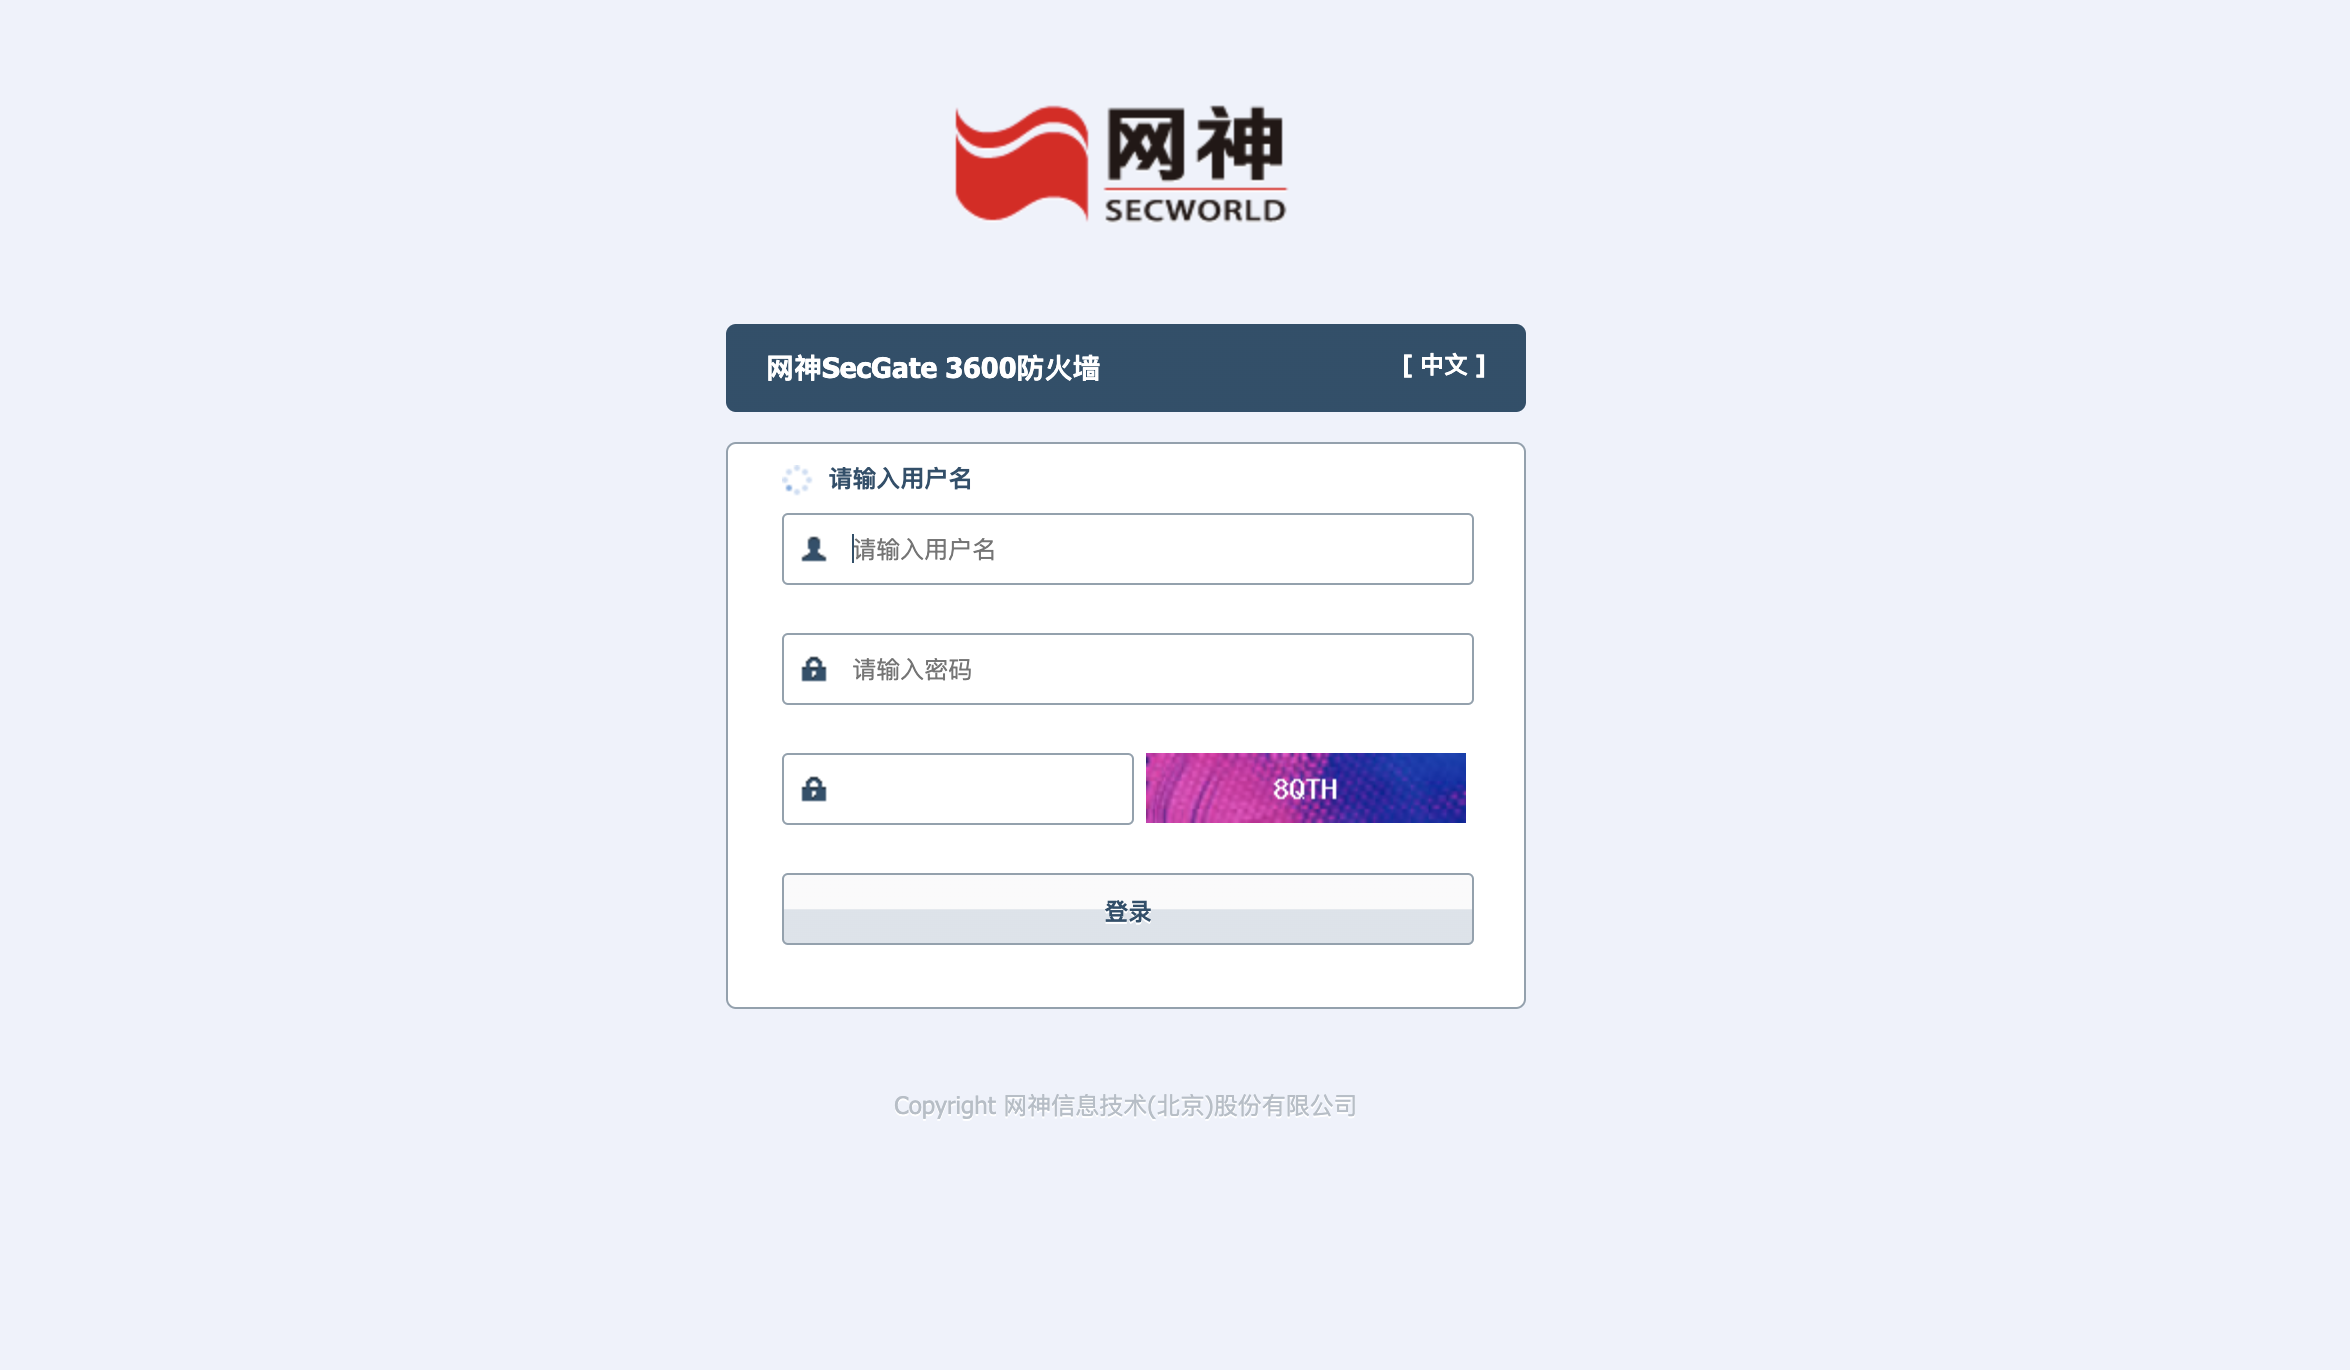 网神
SECWORLD
网神SecGate 3600防火墙
[ 中文 ]
请输入用户名
请输入用户名
请输入密码
8QTH
登录
Copyright 网神信息技术(北京)股份有限公司